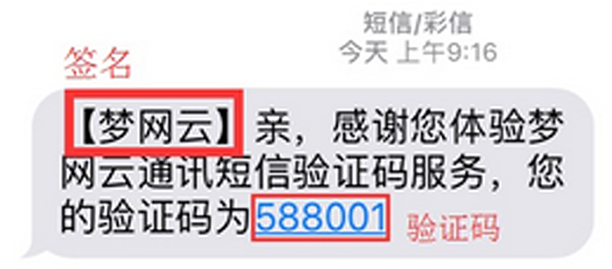 短信/彩信
今天 上午9:16
签名
【梦网云】亲，感谢您体验梦
网云通讯短信验证码服务，您
的验证码为588001 验证码